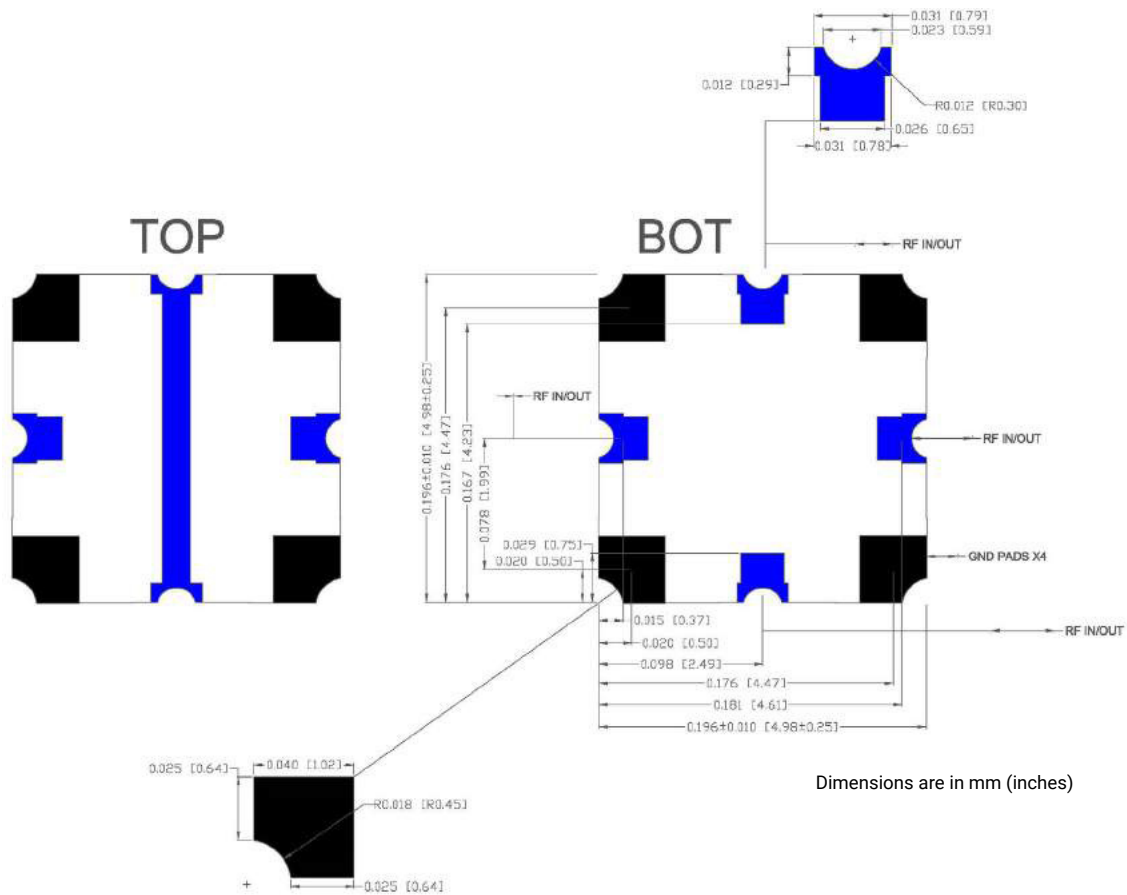 0.031 [0.79]
0.023 [0.59]
0.012 [0.29]
R0.012 [R0.30]
0.026 [0.65]
0.031 [0.78]
TOP
BOT
RF IN/OUT
RF IN/OUT
RF IN/OUT
0.196±0.010 [4.98±0.25]
0.176 [4.47]
0.167 [4.23]
0.078 [1.99]
0.029 [0.75]
0.020 [0.50]
GND PADS X4
0.015 [0.37]
0.020 [0.50]
RF IN/OUT
0.098 [2.49]
0.176 [4.47]
0.181 [4.61]
0.196±0.010 [4.98±0.25]
0.025 [0.64]
0.040 [1.02]
Dimensions are in mm (inches)
R0.018 [R0.45]
0.025 [0.64]